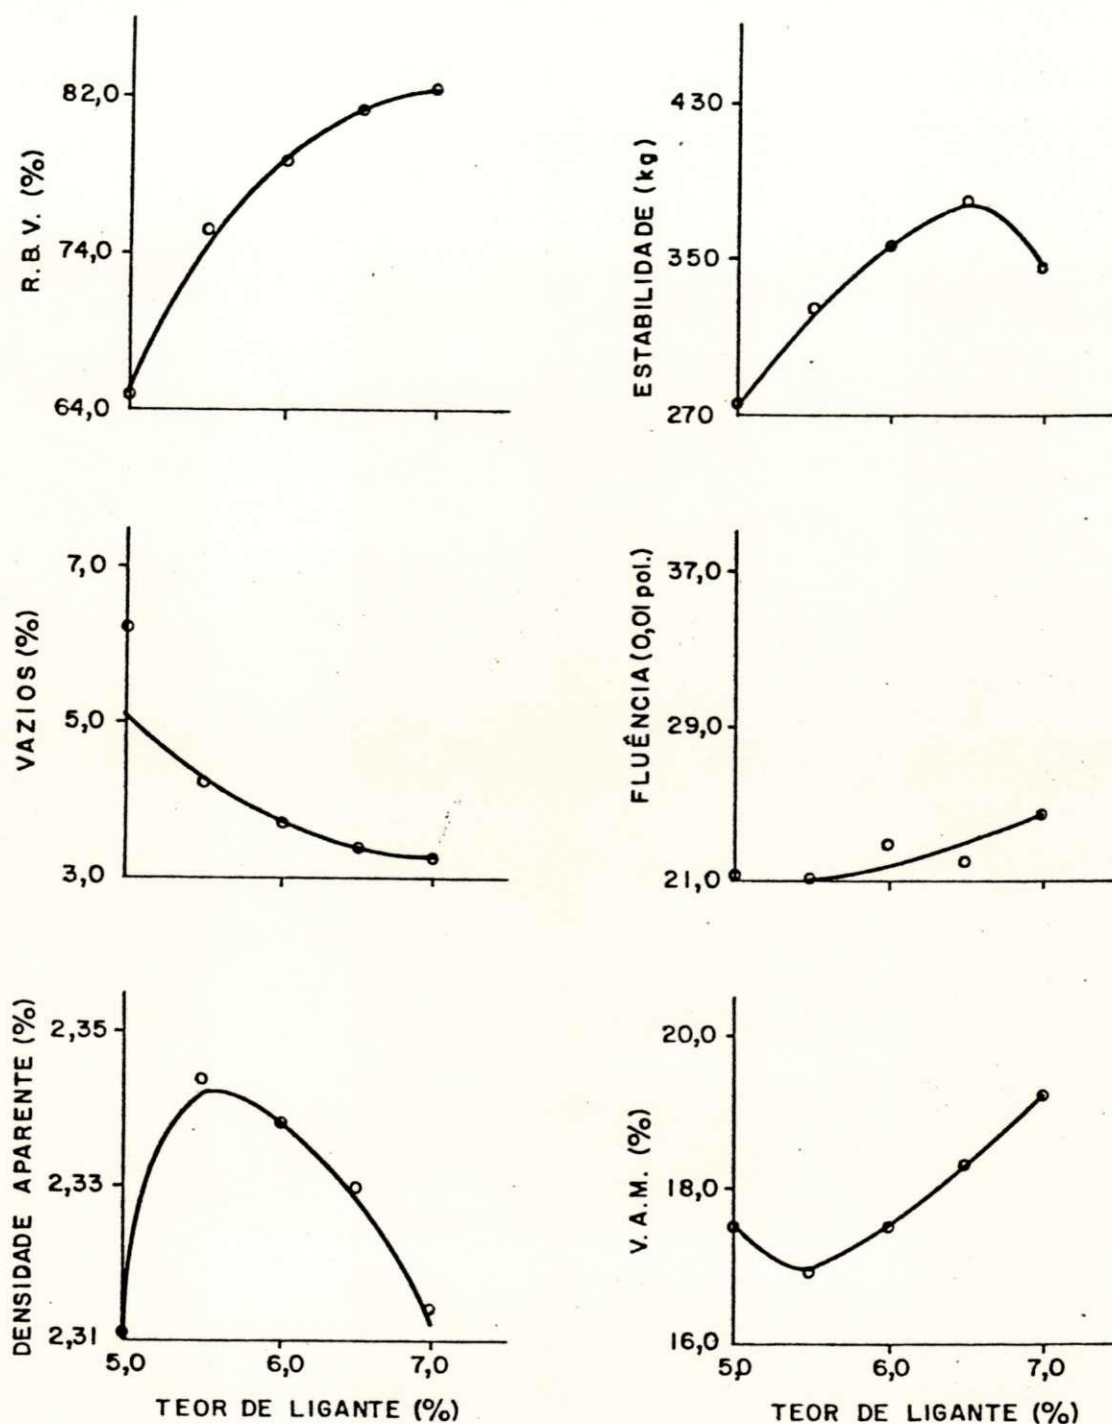 R.B.V. (%)
82,0
74,0
64,0
ESTABILIDADE (kg)
430
350
270
VAZIOS (%)
7,0
5,0
3,0
FLUÊNCIA (0,01 pol.)
37,0
29,0
21,0
DENSIDADE APARENTE (%)
2,35
2,33
2,31
5,0 6,0 7,0
TEOR DE LIGANTE (%)
V.A.M. (%)
20,0
18,0
16,0
5,0 6,0 7,0
TEOR DE LIGANTE (%)